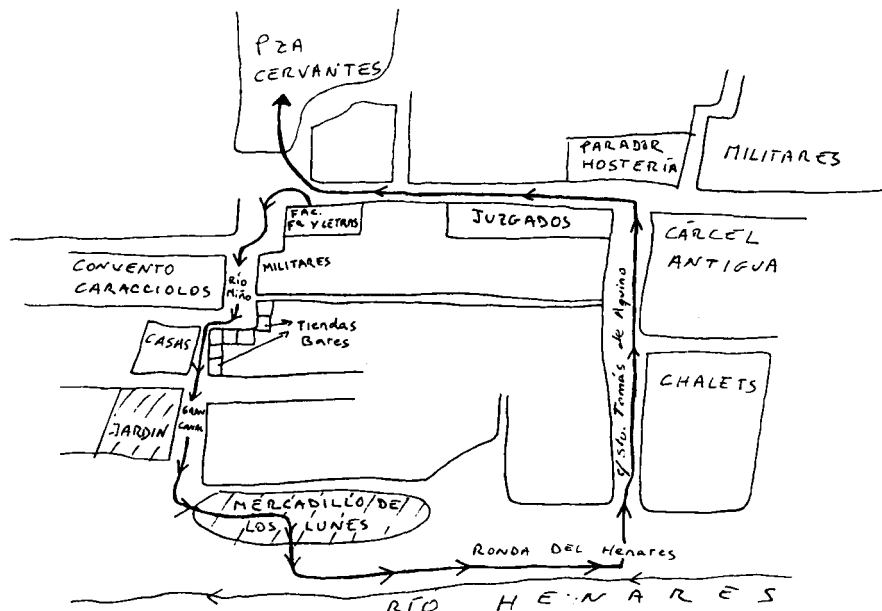 PZA
CERVANTES
PARADOR
HOSTERÍA
MILITARES
FAC.
Fª Y LETRAS
JUZGADOS
CÁRCEL
ANTIGUA
CONVENTO
CARACCIOLOS
RÍO
MIÑO
MILITARES
CASAS
Tiendas
Bares
c/ Sto. Tomás de Aquino
CHALETS
JARDIN
GRAN
CANAL
MERCADILLO DE
LOS LUNES
RONDA DEL Henares
RÍO HENARES